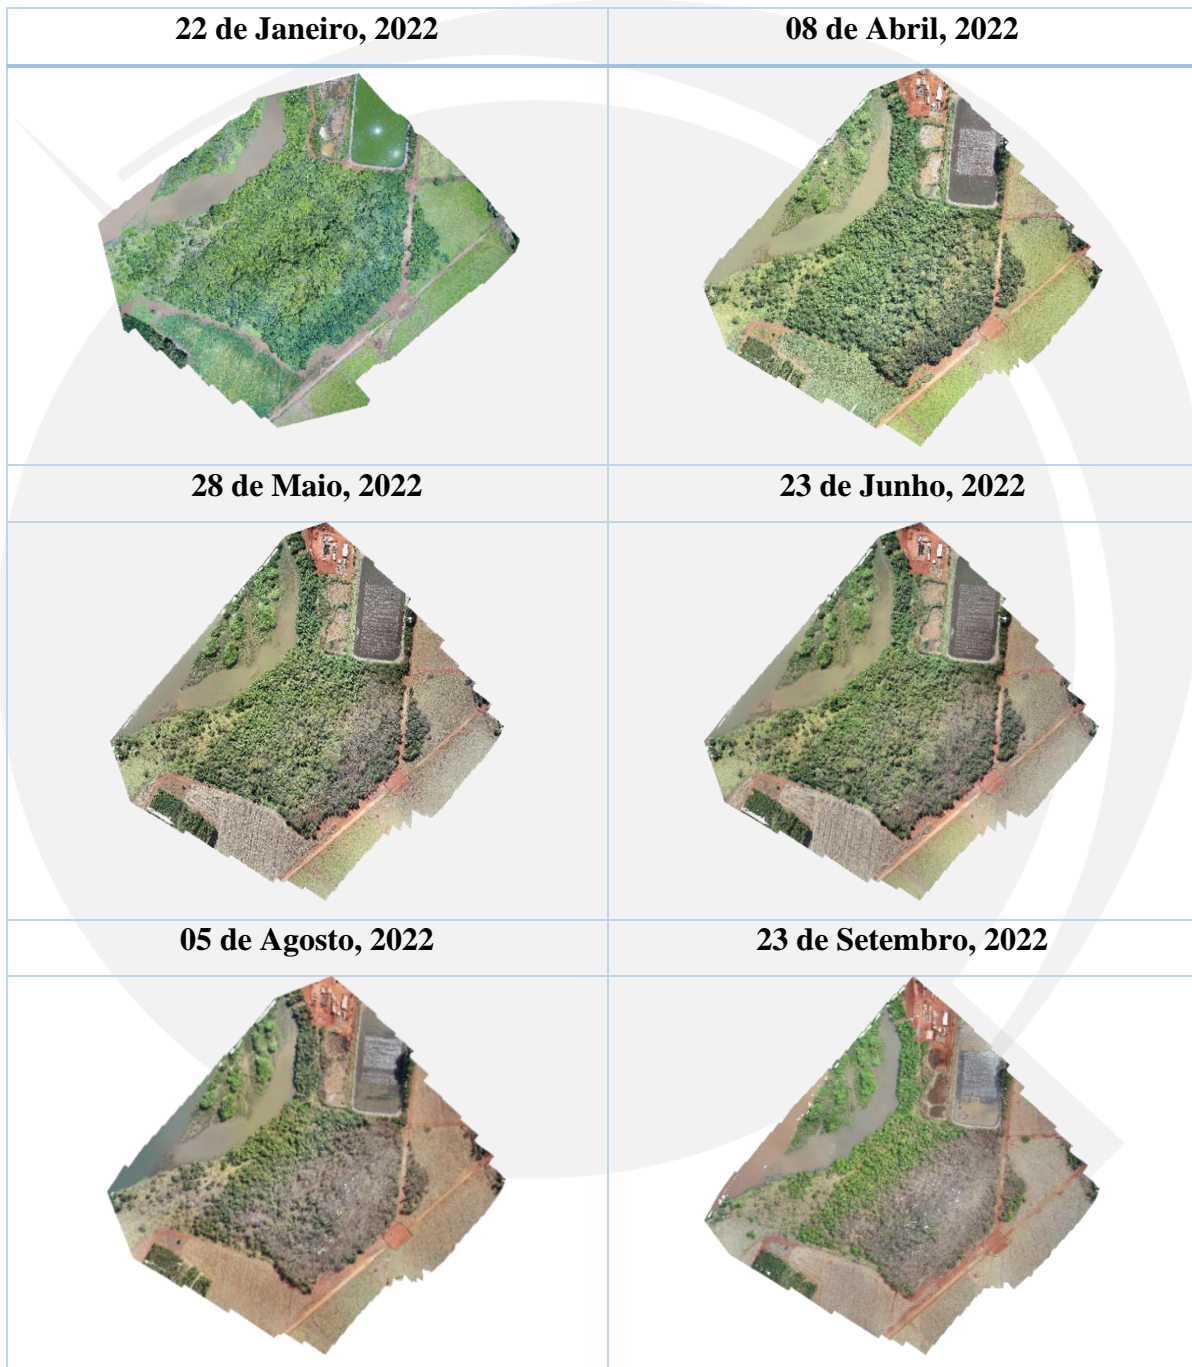 22 de Janeiro, 2022
08 de Abril, 2022
28 de Maio, 2022
23 de Junho, 2022
05 de Agosto, 2022
23 de Setembro, 2022